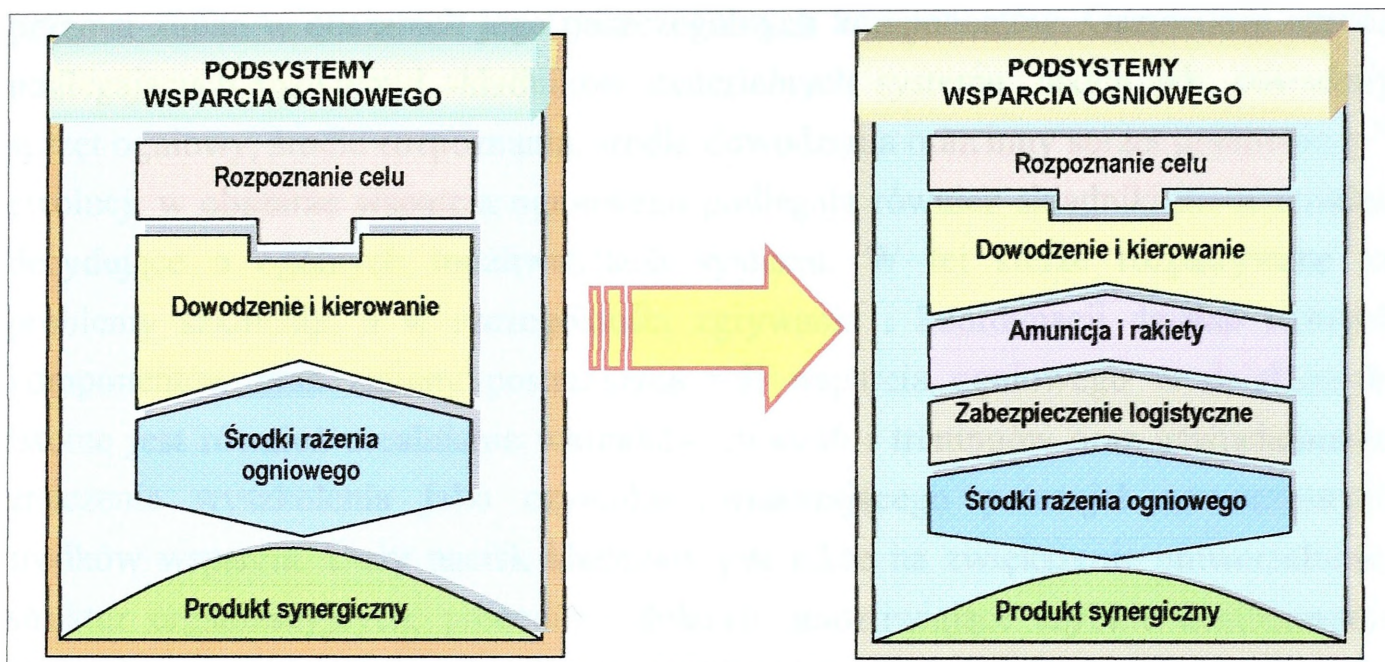 PODSYSTEMY
WSPARCIA OGNIOWEGO
Rozpoznanie celu
Dowodzenie i kierowanie
Środki rażenia
ogniowego
Produkt synergiczny
PODSYSTEMY
WSPARCIA OGNIOWEGO
Rozpoznanie celu
Dowodzenie i kierowanie
Amunicja i rakiety
Zabezpieczenie logistyczne
Środki rażenia ogniowego
Produkt synergiczny